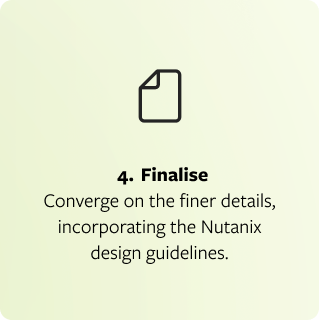 4. Finalise
Converge on the finer details,
incorporating the Nutanix
design guidelines.